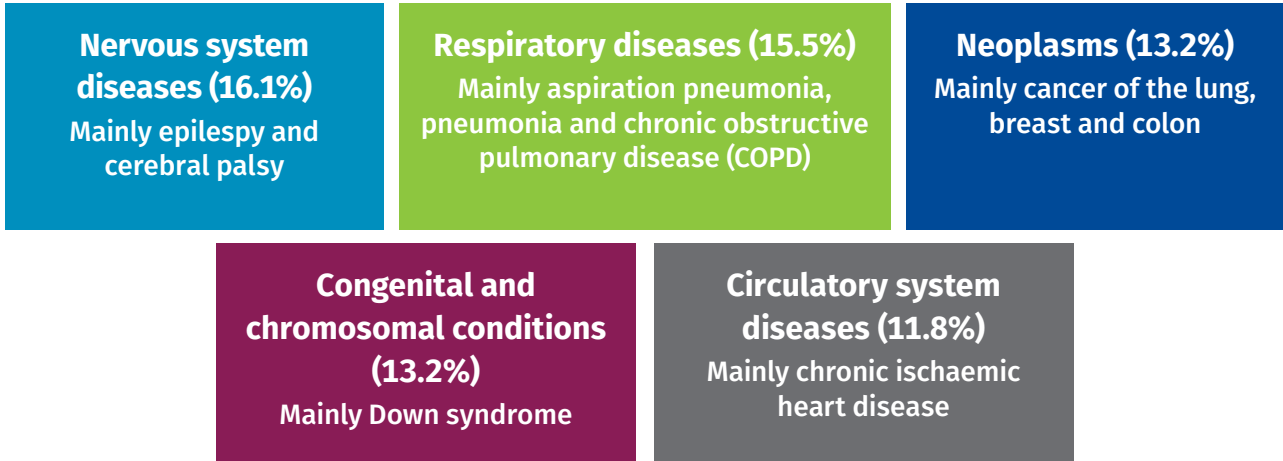 Nervous system
diseases (16.1%)
Mainly epilespy and
cerebral palsy
Respiratory diseases (15.5%)
Mainly aspiration pneumonia,
pneumonia and chronic obstructive
pulmonary disease (COPD)
Neoplasms (13.2%)
Mainly cancer of the lung,
breast and colon
Congenital and
chromosomal conditions
(13.2%)
Mainly Down syndrome
Circulatory system
diseases (11.8%)
Mainly chronic ischaemic
heart disease